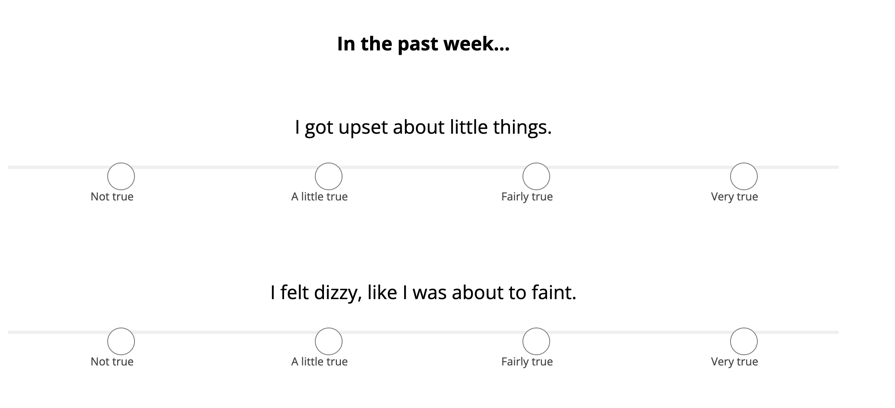 In the past week...
I got upset about little things.
Not true A little true Fairly true Very true
I felt dizzy, like I was about to faint.
Not true A little true Fairly true Very true